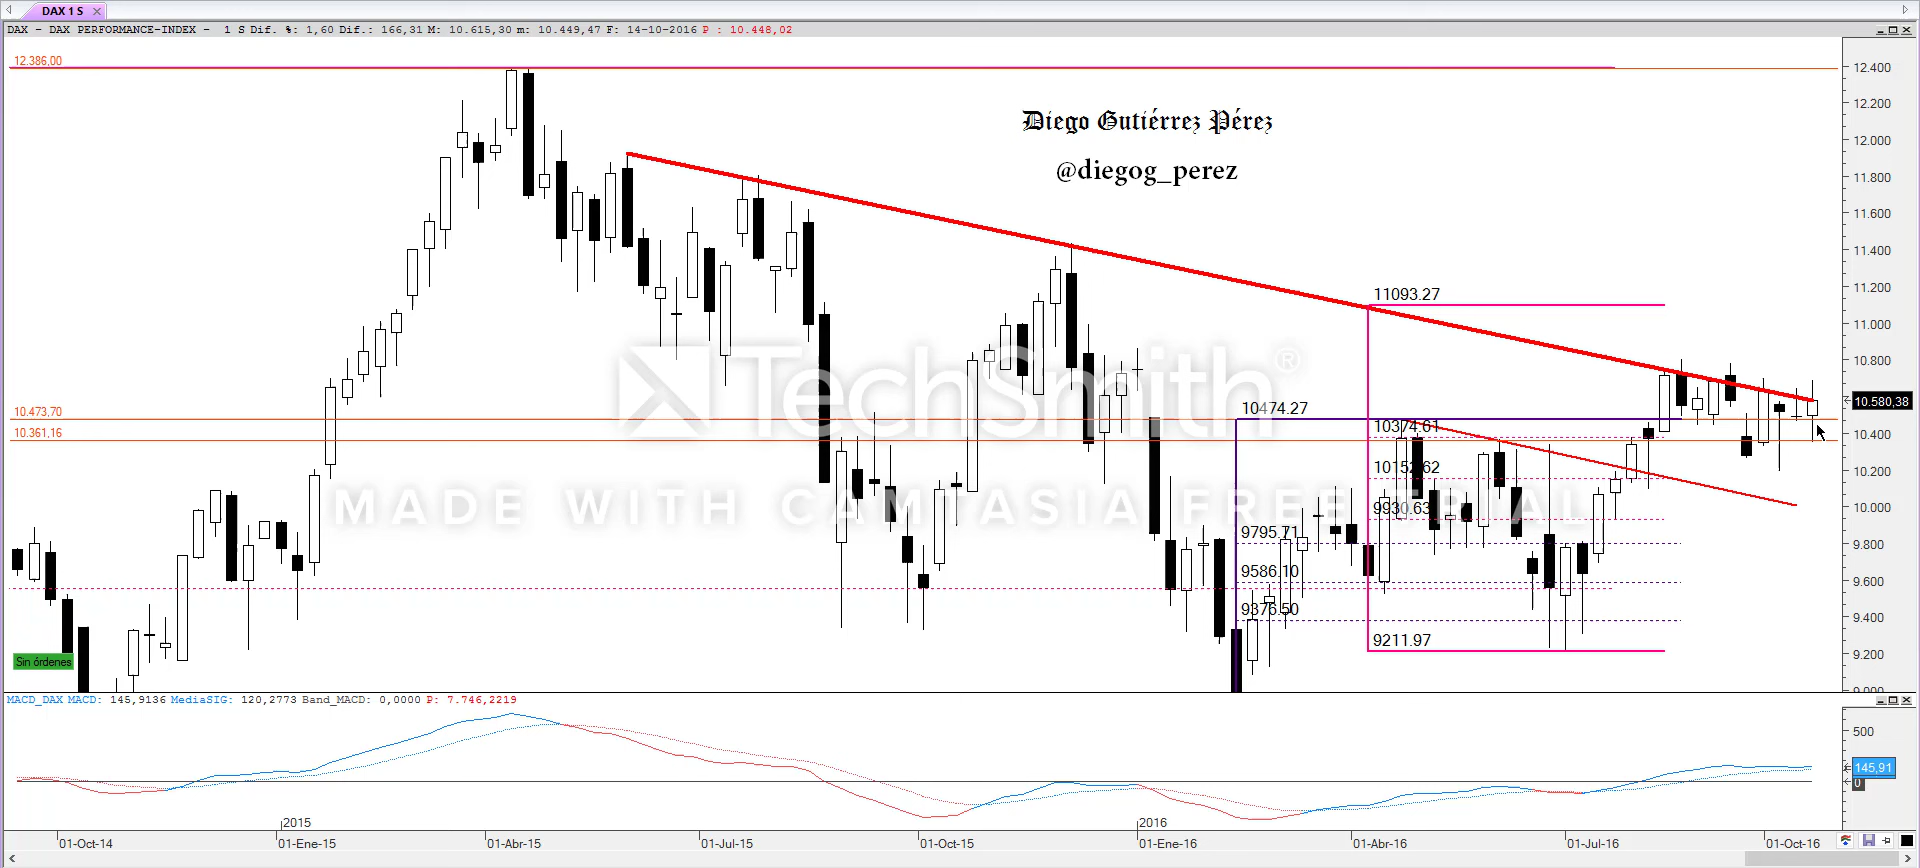 DAX 1 S
DAX - DAX PERFORMANCE-INDEX - 1 S Dif. %: 1,60 Dif.: 166,31 M: 10.615,30 m: 10.449,47 F: 14-10-2016 P : 10.448,02
12.386,00
12.400
12.200
Diego Gutiérrez Pérez
12.000
@diegog_perez
11.800
11.600
11.400
11.200
11093.27
11.000
10.800
TechSmith®
10.580,38
10.473,70
10474.27
10.361,16
10374.61
10.400
10152.62
10.200
MADE WITH CAMTASIA FREE TRIAL
9930.63
10.000
9795.71
9.800
9586.10
9.600
9376.50
9.400
9211.97
9.200
Sin órdenes
9.000
MACD_DAX MACD: 145,9136 MediaSIG: 120,2773 Band_MACD: 0,0000 P: 7.746,2219
500
145,91
0
2015
2016
01-Oct-14
01-Ene-15
01-Abr-15
01-Jul-15
01-Oct-15
01-Ene-16
01-Abr-16
01-Jul-16
01-Oct-16